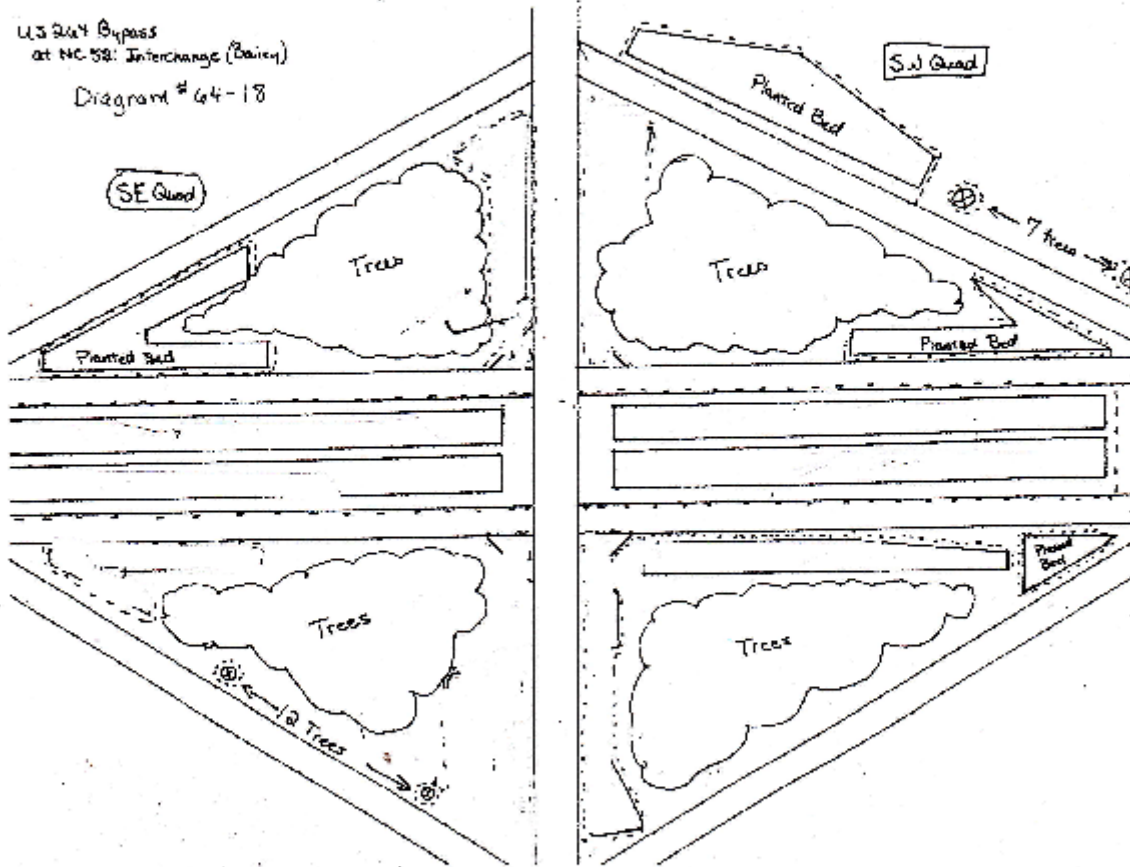 US 264 Bypass
at NC 581 Interchange (Bailey)
Diagram # 64-18
SE Quad
SW Quad
Planted Bed
7 trees
Trees
Trees
Planted Bed
Planted Bed
Planted
Bed
Trees
Trees
12 Trees